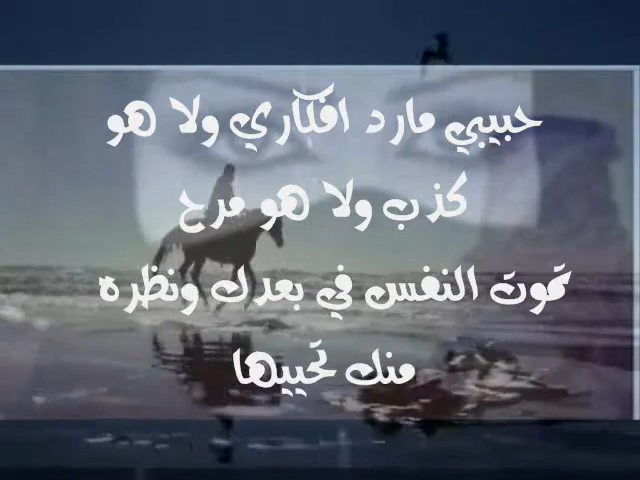 حبيبي مارد افكاري ولا هو
كذب ولا هو مرح
تموت النفس في بعدك ونظره
منك تحييها